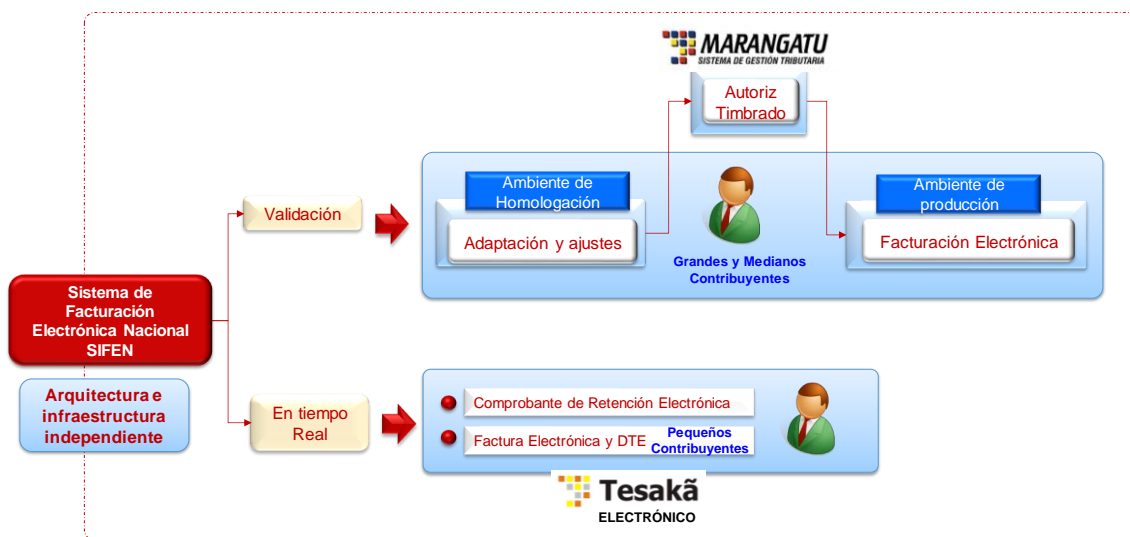 MARANGATU
SISTEMA DE GESTIÓN TRIBUTARIA
Autoriz
Timbrado
Validación
Ambiente de
Homologación
Adaptación y ajustes
Grandes y Medianos
Contribuyentes
Ambiente de
producción
Facturación Electrónica
Sistema de
Facturación
Electrónica Nacional
SIFEN
Arquitectura e
infraestructura
independiente
En tiempo
Real
Comprobante de Retención Electrónica
Factura Electrónica y DTE
Pequeños
Contribuyentes
Tesakã
ELECTRÓNICO